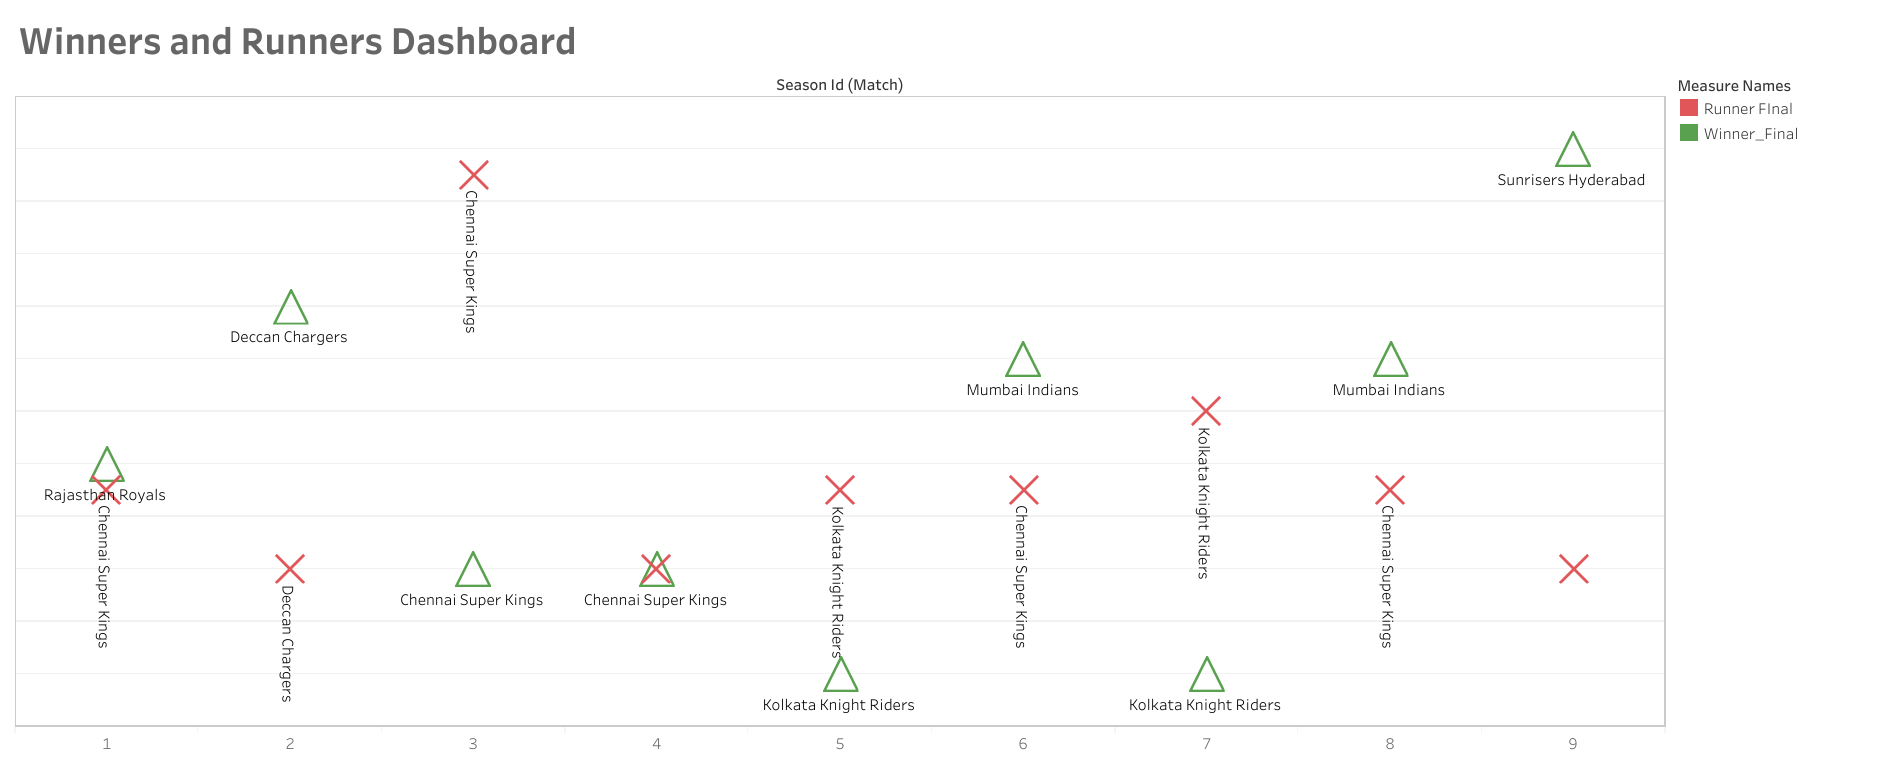 Winners and Runners Dashboard
Season Id (Match)
Measure Names
Runner FInal
Winner_Final
Sunrisers Hyderabad
Chennai Super Kings
Deccan Chargers
Mumbai Indians
Mumbai Indians
Kolkata Knight Riders
Rajasthan Royals
Chennai Super Kings
Kolkata Knight Riders
Chennai Super Kings
Chennai Super Kings
Deccan Chargers
Chennai Super Kings
Chennai Super Kings
Kolkata Knight Riders
Kolkata Knight Riders
1 2 3 4 5 6 7 8 9